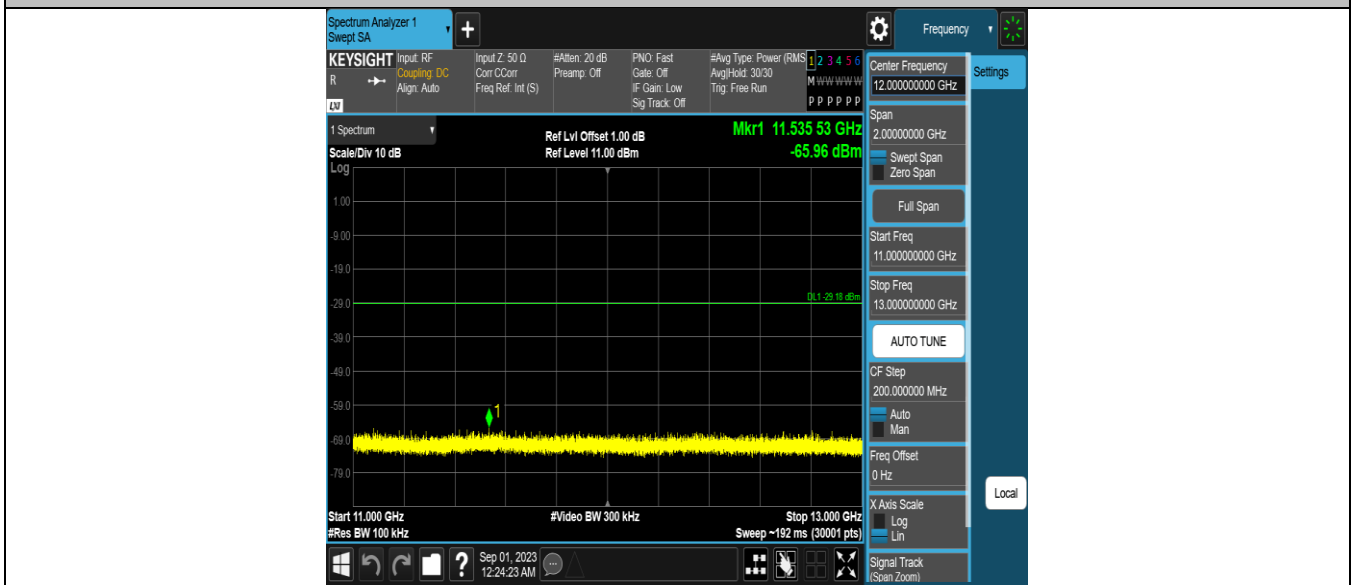 Spectrum Analyzer 1
Swept SA
+
Frequency
KEYSIGHT
R
LXI
Input: RF
Coupling: DC
Align: Auto
Input Z: 50 Ω
Corr CCorr
Freq Ref: Int (S)
#Atten: 20 dB
Preamp: Off
PNO: Fast
Gate: Off
IF Gain: Low
Sig Track: Off
#Avg Type: Power (RMS
Avg|Hold: 30/30
Trig: Free Run
1 2 3 4 5 6
M W W W W W
P P P P P P
1 Spectrum
Scale/Div 10 dB
Log
Ref Lvl Offset 1.00 dB
Ref Level 11.00 dBm
Mkr1 11.535 53 GHz
-65.96 dBm
1.00
-9.00
-19.0
-29.0
-39.0
-49.0
-59.0
-69.0
-79.0
DL1 -29.18 dBm
1
Start 11.000 GHz
#Res BW 100 kHz
#Video BW 300 kHz
Stop 13.000 GHz
Sweep ~192 ms (30001 pts)
Center Frequency
12.000000000 GHz
Settings
Span
2.00000000 GHz
Swept Span
Zero Span
Full Span
Start Freq
11.000000000 GHz
Stop Freq
13.000000000 GHz
AUTO TUNE
CF Step
200.000000 MHz
Auto
Man
Freq Offset
0 Hz
X Axis Scale
Log
Lin
Local
Signal Track
(Span Zoom)
?
Sep 01, 2023
12:24:23 AM